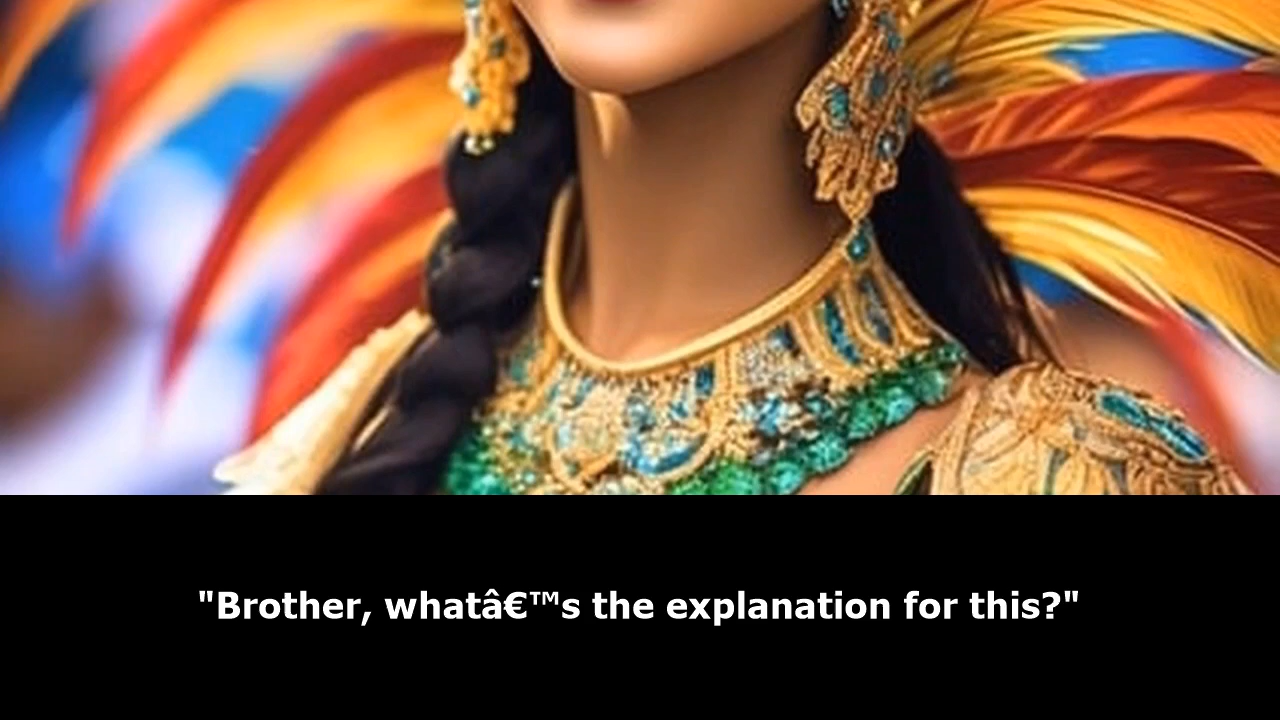 "Brother, whatâ€™s the explanation for this?"